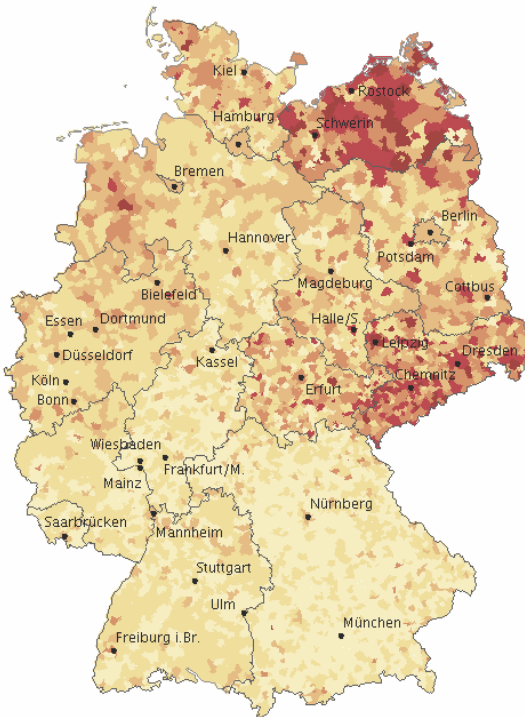 Kiel
Rostock
Hamburg
Schwerin
Bremen
Berlin
Hannover
Potsdam
Magdeburg
Bielefeld
Cottbus
Essen
Dortmund
Halle/S.
Leipzig
Düsseldorf
Kassel
Dresden
Köln
Erfurt
Chemnitz
Bonn
Wiesbaden
Frankfurt/M.
Mainz
Nürnberg
Saarbrücken
Mannheim
Stuttgart
Ulm
München
Freiburg i.Br.